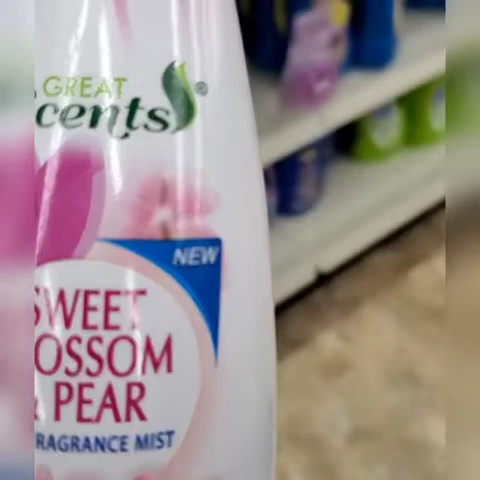 GREAT
cents®
NEW
SWEET
OSSOM
& PEAR
RAGRANCE MIST